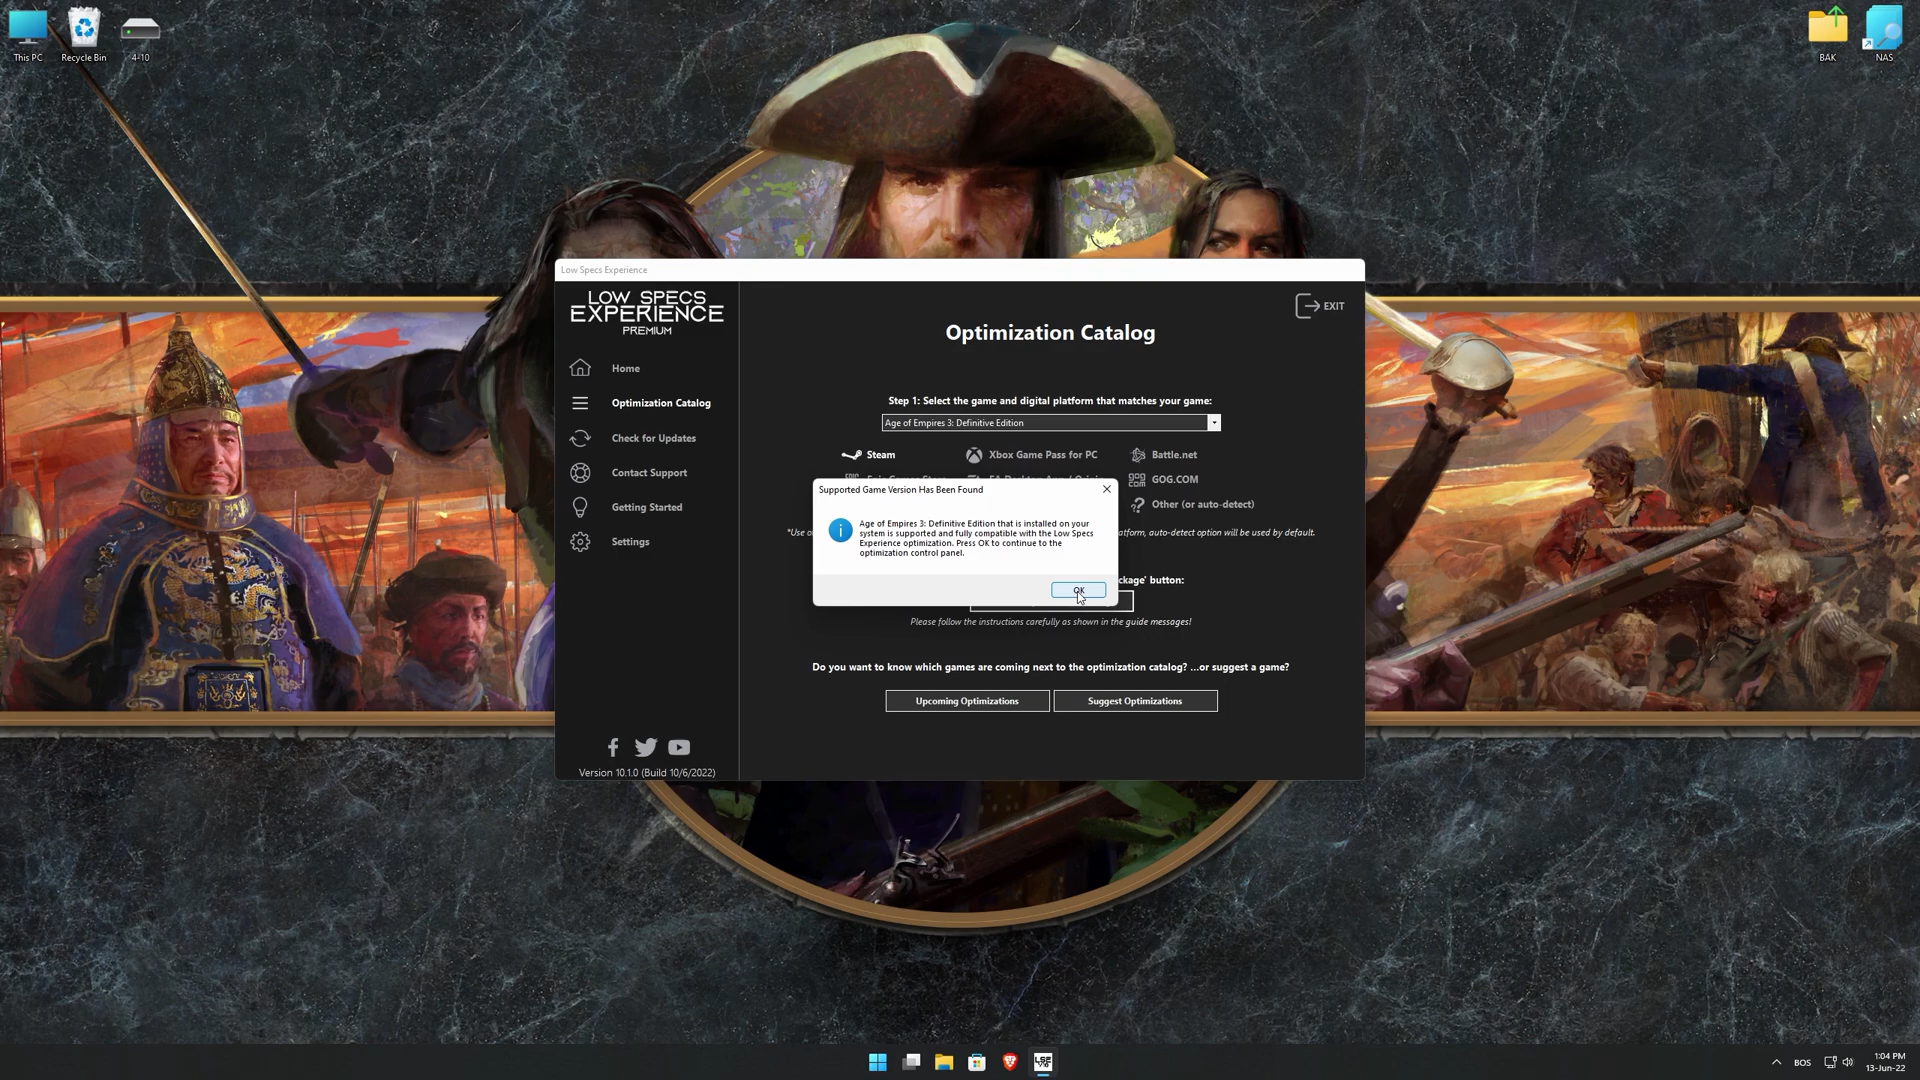 This PC
Recycle Bin
4-10
BAK
NAS
Low Specs Experience
LOW SPECS
EXPERIENCE
PREMIUM
Home
Optimization Catalog
Check for Updates
Contact Support
Getting Started
Settings
Version 10.1.0 (Build 10/6/2022)
EXIT
Optimization Catalog
Step 1: Select the game and digital platform that matches your game:
Age of Empires 3: Definitive Edition
Steam
Xbox Game Pass for PC
Battle.net
GOG.COM
Other (or auto-detect)
*Use
atform, auto-detect option will be used by default.
Supported Game Version Has Been Found
Age of Empires 3: Definitive Edition that is installed on your
system is supported and fully compatible with the Low Specs
Experience optimization. Press OK to continue to the
optimization control panel.
OK
ckage' button:
Please follow the instructions carefully as shown in the guide messages!
Do you want to know which games are coming next to the optimization catalog? ...or suggest a game?
Upcoming Optimizations
Suggest Optimizations
LSE
BOS
1:04 PM
13-Jun-22